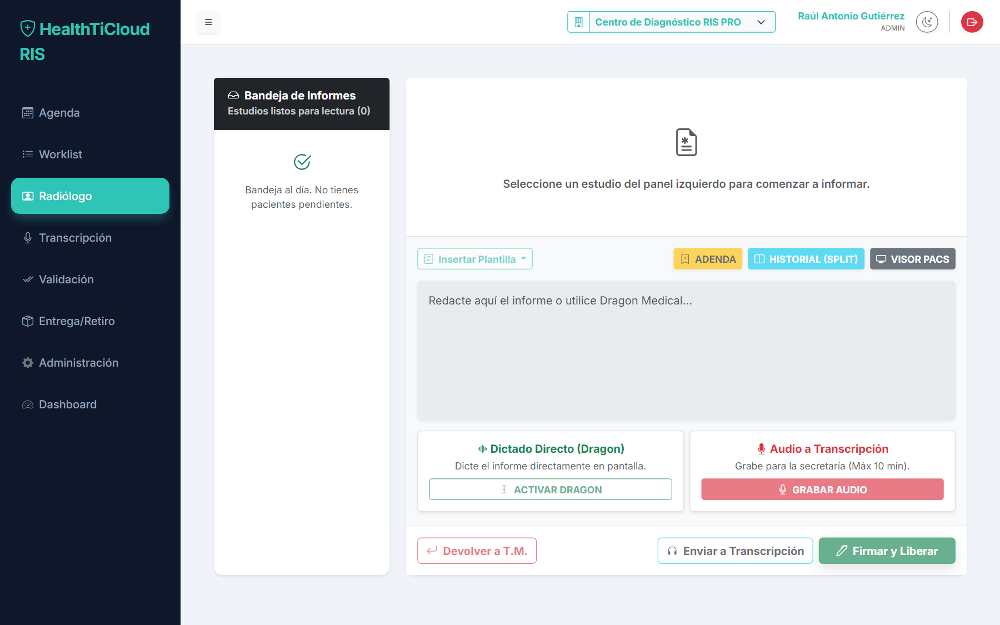 HealthTiCloud
RIS
Agenda
Worklist
Radiólogo
Transcripción
Validación
Entrega/Retiro
Administración
Dashboard
Centro de Diagnóstico RIS PRO
Raúl Antonio Gutiérrez
ADMIN
Bandeja de Informes
Estudios listos para lectura (0)
Bandeja al día. No tienes
pacientes pendientes.
Seleccione un estudio del panel izquierdo para comenzar a informar.
Insertar Plantilla
ADENDA
HISTORIAL (SPLIT)
VISOR PACS
Redacte aquí el informe o utilice Dragon Medical...
Dictado Directo (Dragon)
Dicte el informe directamente en pantalla.
ACTIVAR DRAGON
Audio a Transcripción
Grabe para la secretaría (Máx 10 min).
GRABAR AUDIO
Devolver a T.M.
Enviar a Transcripción
Firmar y Liberar